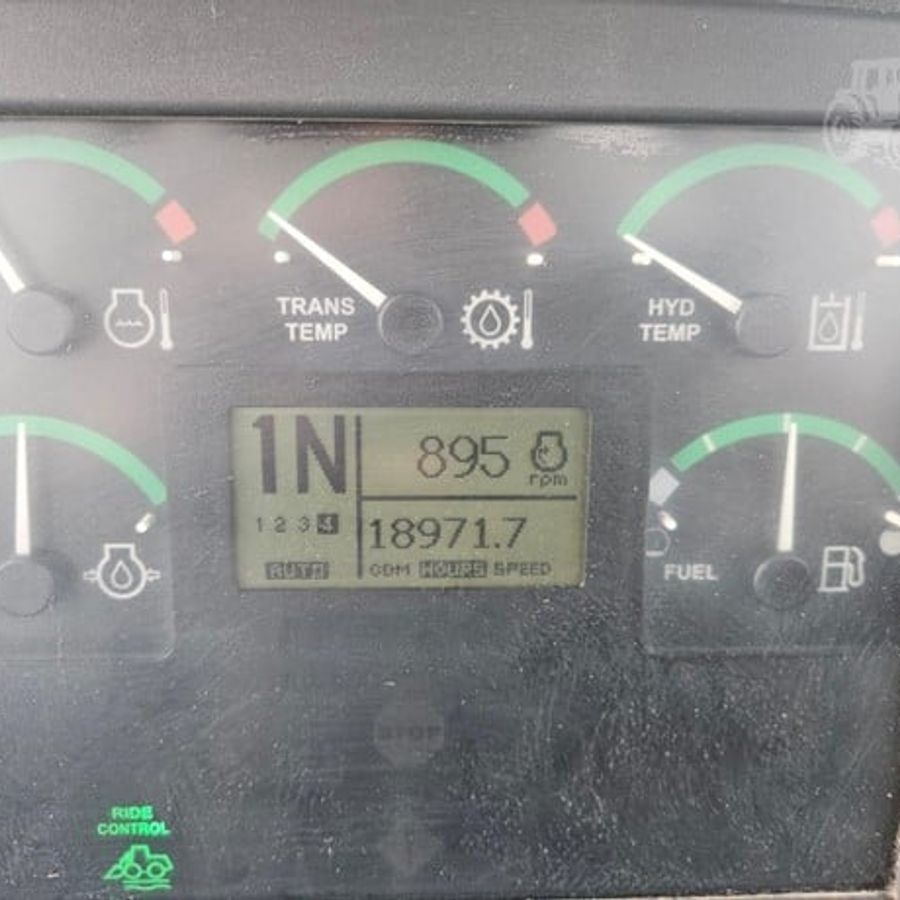 TRANS
TEMP
HYD
TEMP
1N
895
rpm
1 2 3 4
18971.7
AUTO
ODM HOURS SPEED
FUEL
STOP
RIDE
CONTROL